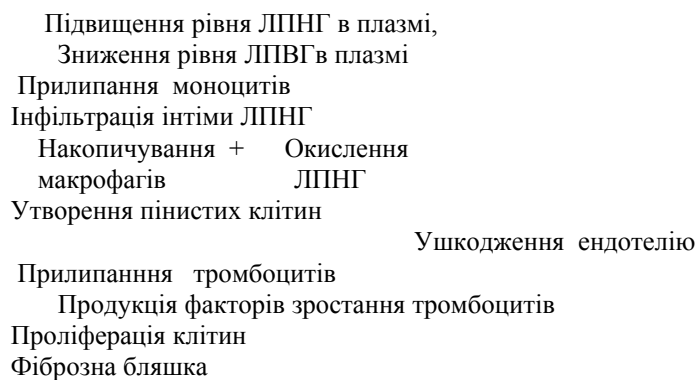 Підвищення рівня ЛПНГ в плазмі,
Зниження рівня ЛПВГв плазмі
Прилипання моноцитів
Інфільтрація інтіми ЛПНГ
Накопичування + Окислення
макрофагів ЛПНГ
Утворення пінистих клітин
Ушкодження ендотелію
Прилипанння тромбоцитів
Продукція факторів зростання тромбоцитів
Проліферація клітин
Фіброзна бляшка